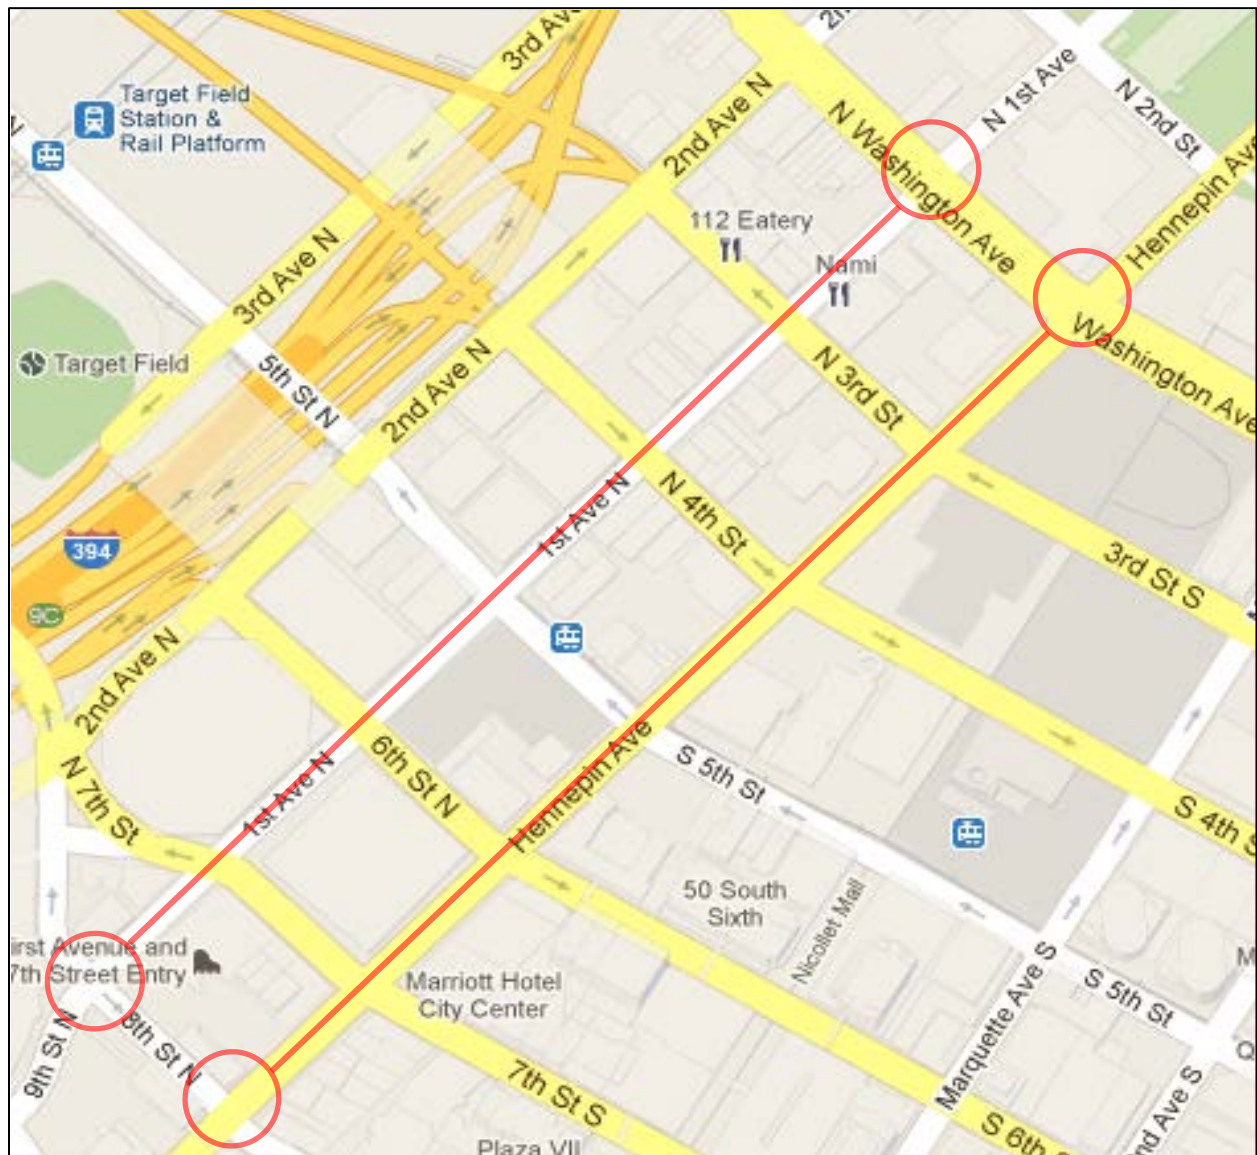 3rd Ave
2nd
N 1st Ave
N 2nd St
Target Field
Station &
Rail Platform
N
2nd Ave N
N Washington Ave
Hennepin Ave
112 Eatery
Nami
3rd Ave N
Washington Ave
Target Field
5th St N
2nd Ave N
N 3rd St
1st Ave N
N 4th St
394
3rd St S
9C
2nd Ave N
Hennepin Ave
6th St N
1st Ave N
S 5th St
N 7th St
S 4th S
50 South
Sixth
Nicollet Mall
irst Avenue and
7th Street Entry
Marriott Hotel
City Center
M
S 5th St
Marquette Ave S
8th St N
9th St N
7th St S
nd Ave S
S 6th
Plaza VII